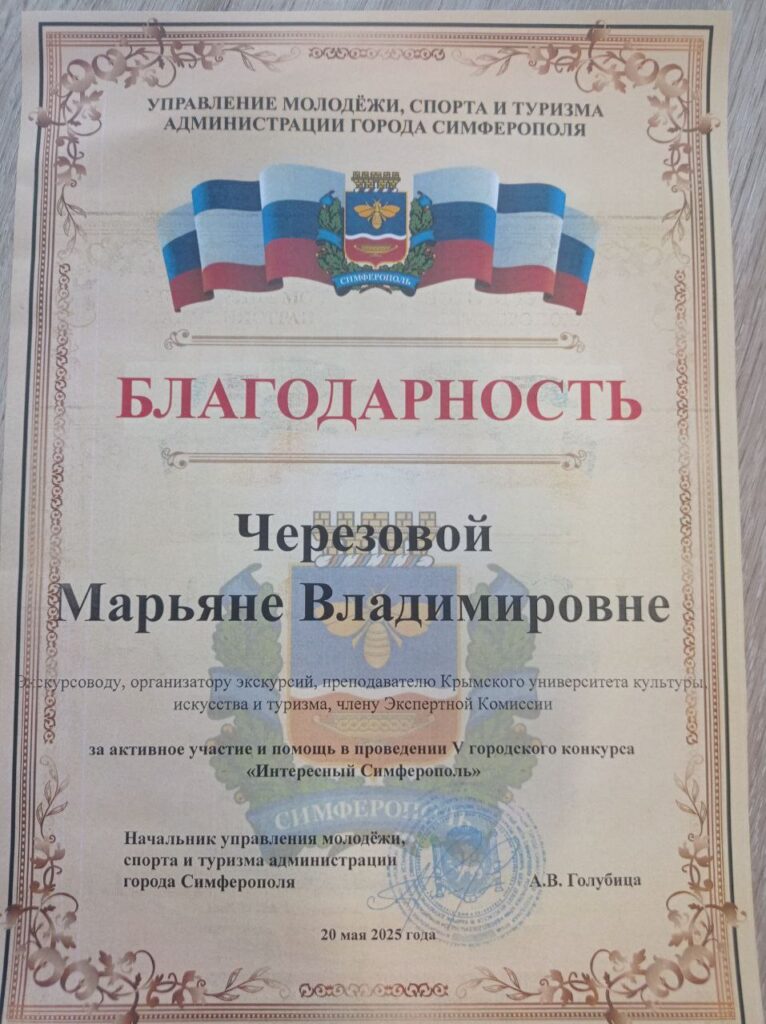 УПРАВЛЕНИЕ МОЛОДЁЖИ, СПОРТА И ТУРИЗМА
АДМИНИСТРАЦИИ ГОРОДА СИМФЕРОПОЛЯ
СИМФЕРОПОЛЬ
БЛАГОДАРНОСТЬ
Черезовой
Марьяне Владимировне
Экскурсоводу, организатору экскурсий, преподавателю Крымского университета культуры,
искусства и туризма, члену Экспертной Комиссии
за активное участие и помощь в проведении V городского конкурса
«Интересный Симферополь»
СИМФЕРОПОЛЬ
Начальник управления молодёжи,
спорта и туризма администрации
города Симферополя
А.В. Голубица
20 мая 2025 года